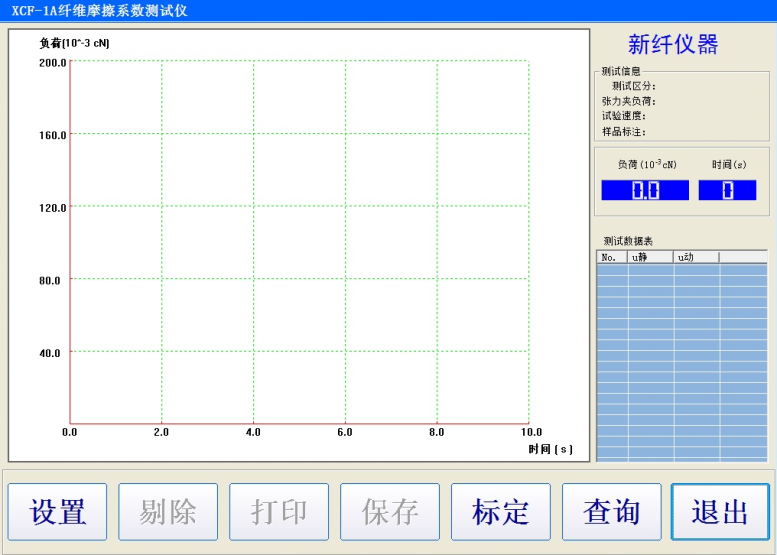 XCF-1A纤维摩擦系数测试仪
负荷(10^-3 cN)
200.0
160.0
120.0
80.0
40.0
0.0 2.0 4.0 6.0 8.0 10.0
时间 ( s )
新纤仪器
测试信息
测试区分:
张力夹负荷:
试验速度:
样品标注:
负荷(10⁻³cN) 时间(s)
0.0 0
测试数据表
No. u静 u动
设置 剔除 打印 保存 标定 查询 退出